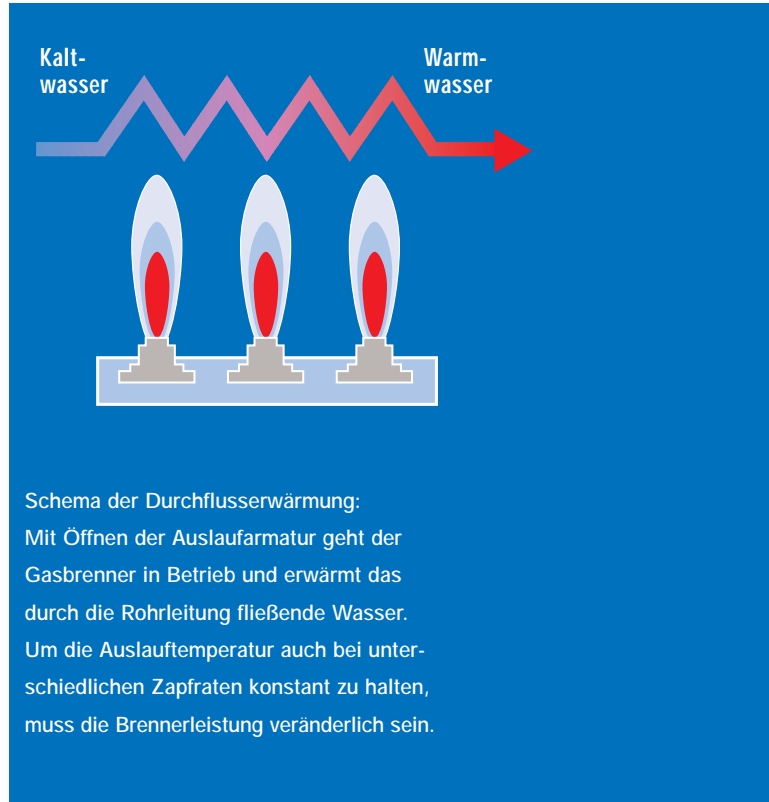 Kalt-
wasser
Warm-
wasser
Schema der Durchflusserwärmung:
Mit Öffnen der Auslaufarmatur geht der
Gasbrenner in Betrieb und erwärmt das
durch die Rohrleitung fließende Wasser.
Um die Auslauftemperatur auch bei unter-
schiedlichen Zapfraten konstant zu halten,
muss die Brennerleistung veränderlich sein.